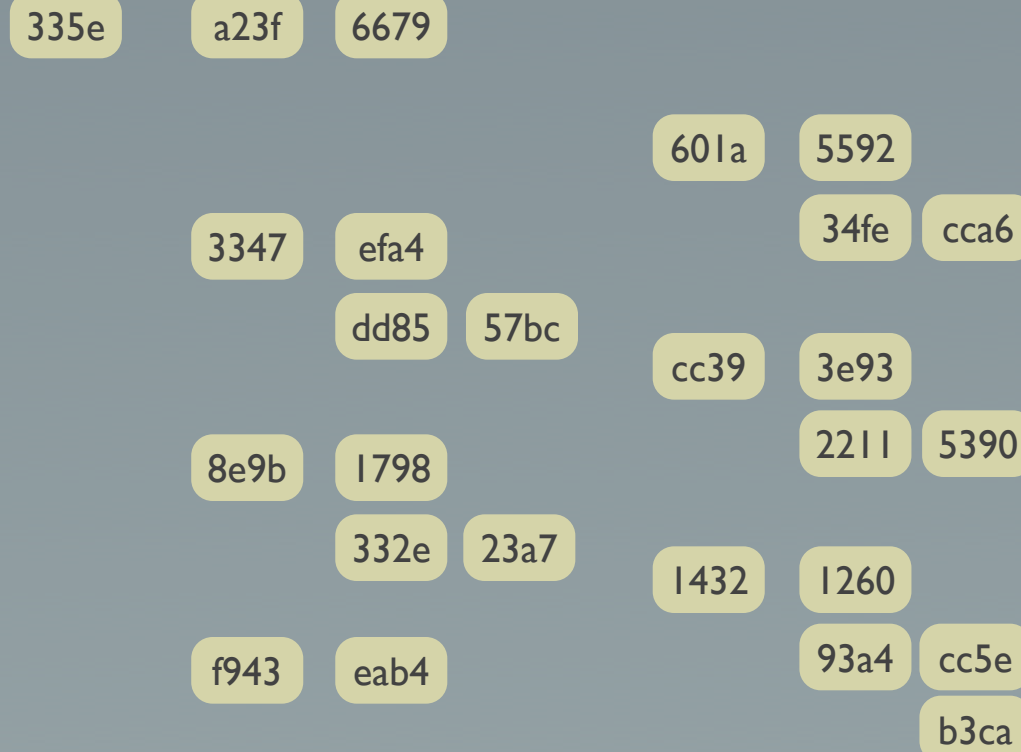 335e a23f 6679
601a 5592
34fe cca6
3347 efa4
dd85 57bc
cc39 3e93
2211 5390
8e9b 1798
332e 23a7
1432 1260
93a4 cc5e
f943 eab4
b3ca